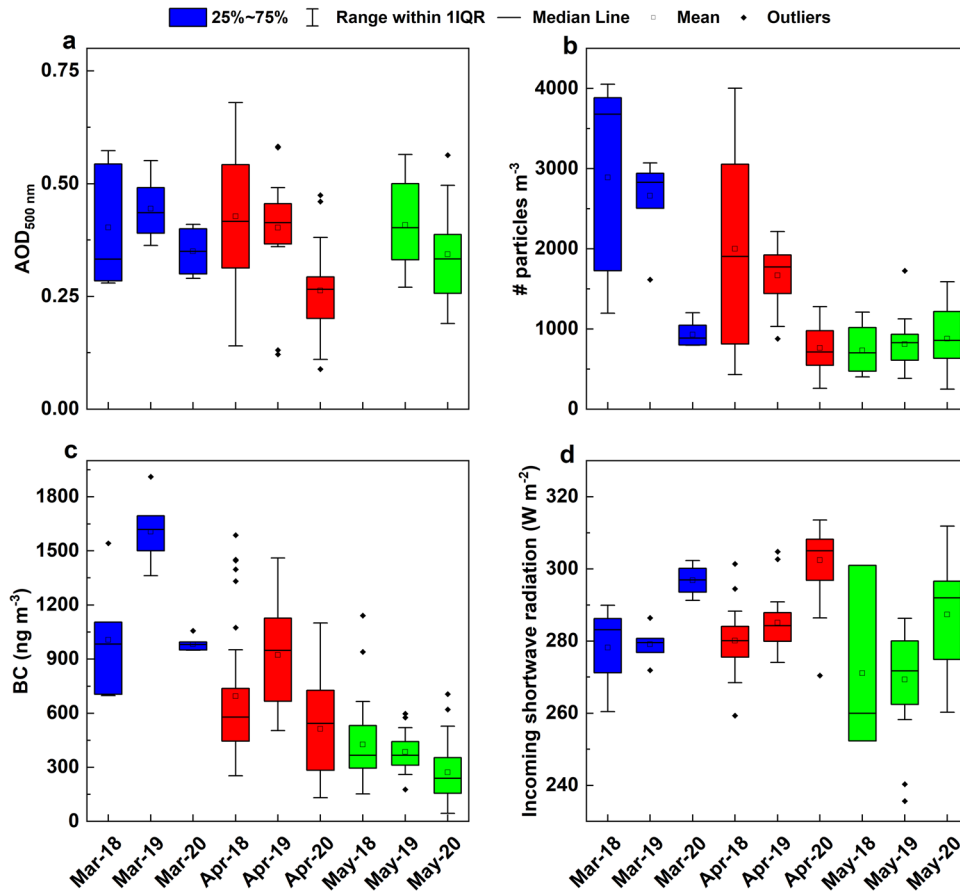 25%~75% Range within 1IQR Median Line Mean Outliers
a
0.75
0.50
0.25
0.00
AOD500 nm
b
4000
3000
2000
1000
0
# particles m-3
c
1800
1500
1200
900
600
300
0
BC (ng m-3)
Mar-18 Mar-19 Mar-20 Apr-18 Apr-19 Apr-20 May-18 May-19 May-20
d
320
300
280
260
240
Incoming shortwave radiation (W m-2)
Mar-18 Mar-19 Mar-20 Apr-18 Apr-19 Apr-20 May-18 May-19 May-20